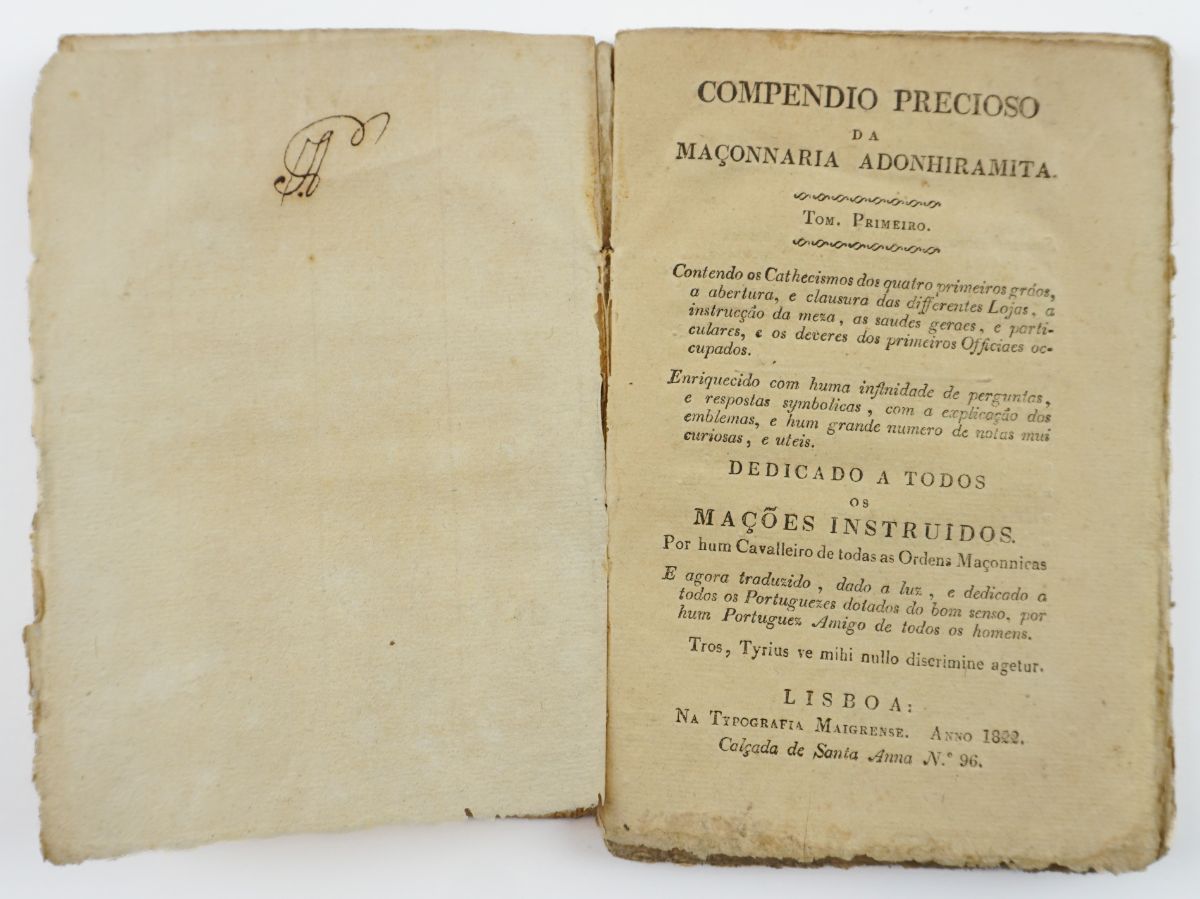 COMPENDIO PRECIOSO
DA
MAÇONNARIA ADONHIRAMITA.
TOM. PRIMEIRO.
Contendo os Cathecismos dos quatro primeiros gráos,
a abertura, e clausura das differentes Lojas, a
instrucção da meza, as saudes geraes, e parti-
culares, e os deveres dos primeiros Officiaes oc-
cupados.
Enriquecido com huma infinidade de perguntas,
e respostas symbolicas, com a explicação dos
emblemas, e hum grande numero de notas mui
curiosas, e uteis.
DEDICADO A TODOS
OS
MAÇÕES INSTRUIDOS.
Por hum Cavalleiro de todas as Ordens Maçonnicas
E agora traduzido, dado a luz, e dedicado a
todos os Portuguezes dotados do bom senso, por
hum Portuguez Amigo de todos os homens.
Tros, Tyrius ve mihi nullo discrimine agetur.
LISBOA:
NA TYPOGRAFIA MAIGRENSE. ANNO 1822.
Calçada de Santa Anna N.º 96.